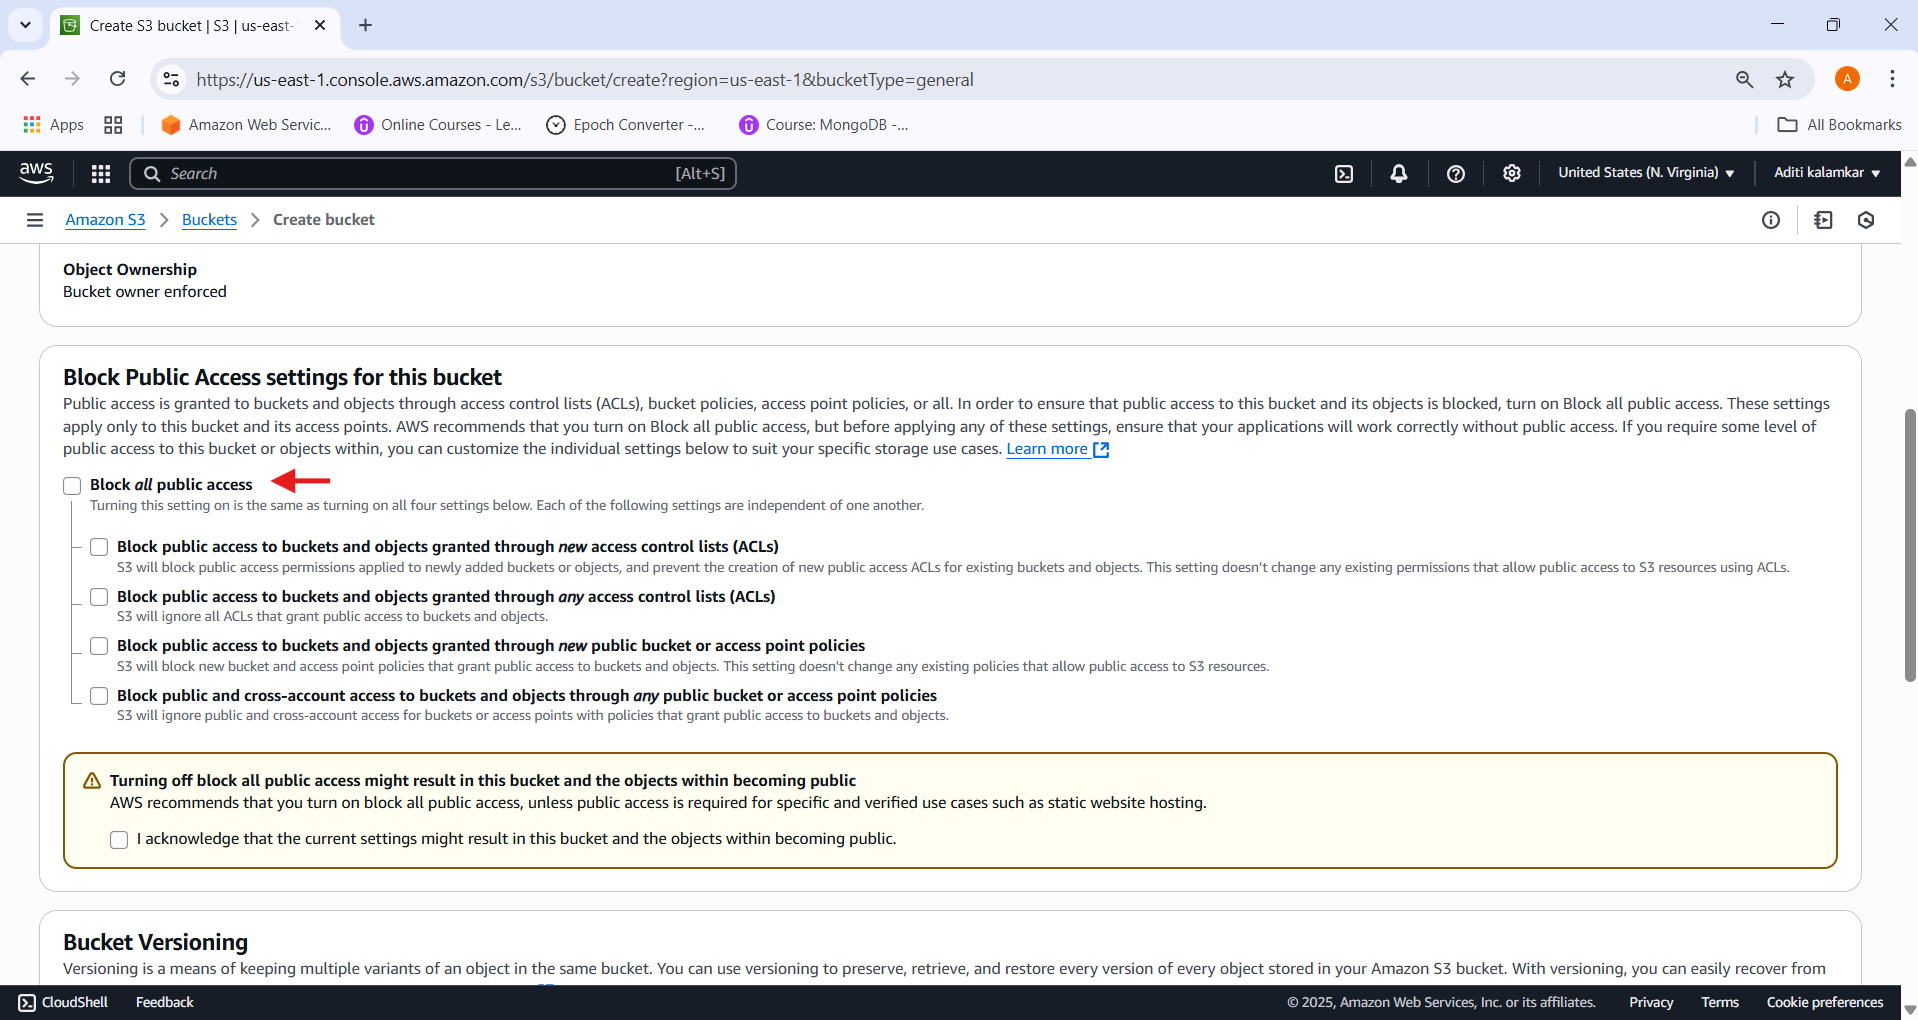 Create S3 bucket | S3 | us-east-
https://us-east-1.console.aws.amazon.com/s3/bucket/create?region=us-east-1&bucketType=general
A
Apps
Amazon Web Servic...
Online Courses - Le...
Epoch Converter -...
Course: MongoDB -...
All Bookmarks
aws
Search
[Alt+S]
United States (N. Virginia)
Aditi kalamkar
Amazon S3
Buckets
Create bucket
Object Ownership
Bucket owner enforced
Block Public Access settings for this bucket
Public access is granted to buckets and objects through access control lists (ACLs), bucket policies, access point policies, or all. In order to ensure that public access to this bucket and its objects is blocked, turn on Block all public access. These settings
apply only to this bucket and its access points. AWS recommends that you turn on Block all public access, but before applying any of these settings, ensure that your applications will work correctly without public access. If you require some level of
public access to this bucket or objects within, you can customize the individual settings below to suit your specific storage use cases. Learn more
Block all public access
Turning this setting on is the same as turning on all four settings below. Each of the following settings are independent of one another.
Block public access to buckets and objects granted through new access control lists (ACLs)
S3 will block public access permissions applied to newly added buckets or objects, and prevent the creation of new public access ACLs for existing buckets and objects. This setting doesn't change any existing permissions that allow public access to S3 resources using ACLs.
Block public access to buckets and objects granted through any access control lists (ACLs)
S3 will ignore all ACLs that grant public access to buckets and objects.
Block public access to buckets and objects granted through new public bucket or access point policies
S3 will block new bucket and access point policies that grant public access to buckets and objects. This setting doesn't change any existing policies that allow public access to S3 resources.
Block public and cross-account access to buckets and objects through any public bucket or access point policies
S3 will ignore public and cross-account access for buckets or access points with policies that grant public access to buckets and objects.
Turning off block all public access might result in this bucket and the objects within becoming public
AWS recommends that you turn on block all public access, unless public access is required for specific and verified use cases such as static website hosting.
I acknowledge that the current settings might result in this bucket and the objects within becoming public.
Bucket Versioning
Versioning is a means of keeping multiple variants of an object in the same bucket. You can use versioning to preserve, retrieve, and restore every version of every object stored in your Amazon S3 bucket. With versioning, you can easily recover from
CloudShell
Feedback
© 2025, Amazon Web Services, Inc. or its affiliates.
Privacy
Terms
Cookie preferences